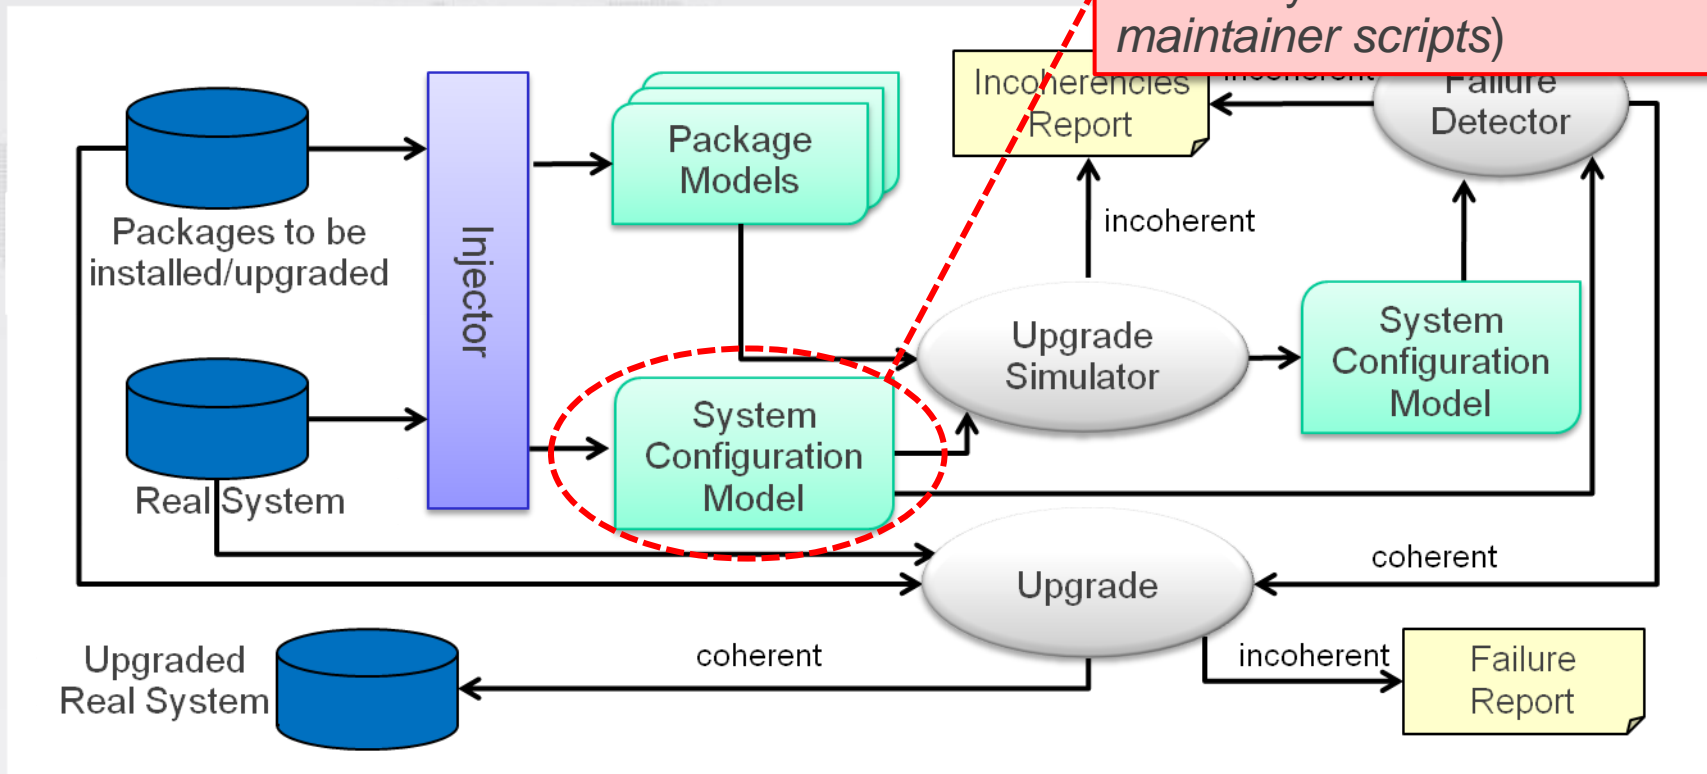 maintainer scripts)
Incoherencies
Report
incoherent
Failure
Detector
Package
Models
Packages to be
installed/upgraded
Injector
incoherent
Upgrade
Simulator
System
Configuration
Model
System
Configuration
Model
Real System
coherent
Upgrade
Upgraded
Real System
coherent
incoherent
Failure
Report